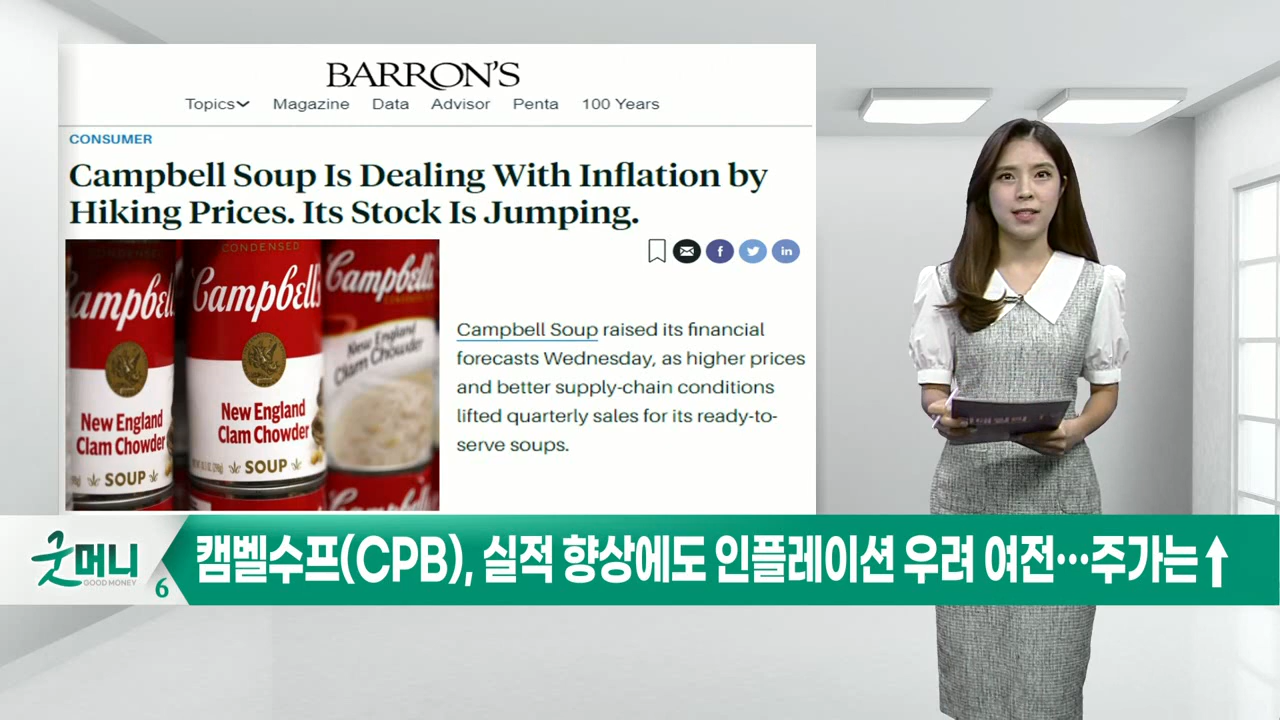 BARRON'S
Topics Magazine Data Advisor Penta 100 Years
CONSUMER
Campbell Soup Is Dealing With Inflation by
Hiking Prices. Its Stock Is Jumping.
CONDENSED
Campbell's
New England
Clam Chowder
SOUP
Campbell's
New England
Clam Chowder
SOUP
Campbell's
New England
Clam Chowder
Campbell's
Campbell Soup raised its financial
forecasts Wednesday, as higher prices
and better supply-chain conditions
lifted quarterly sales for its ready-to-
serve soups.
굿머니
GOOD MONEY
6
캠벨수프(CPB), 실적 향상에도 인플레이션 우려 여전…주가는↑